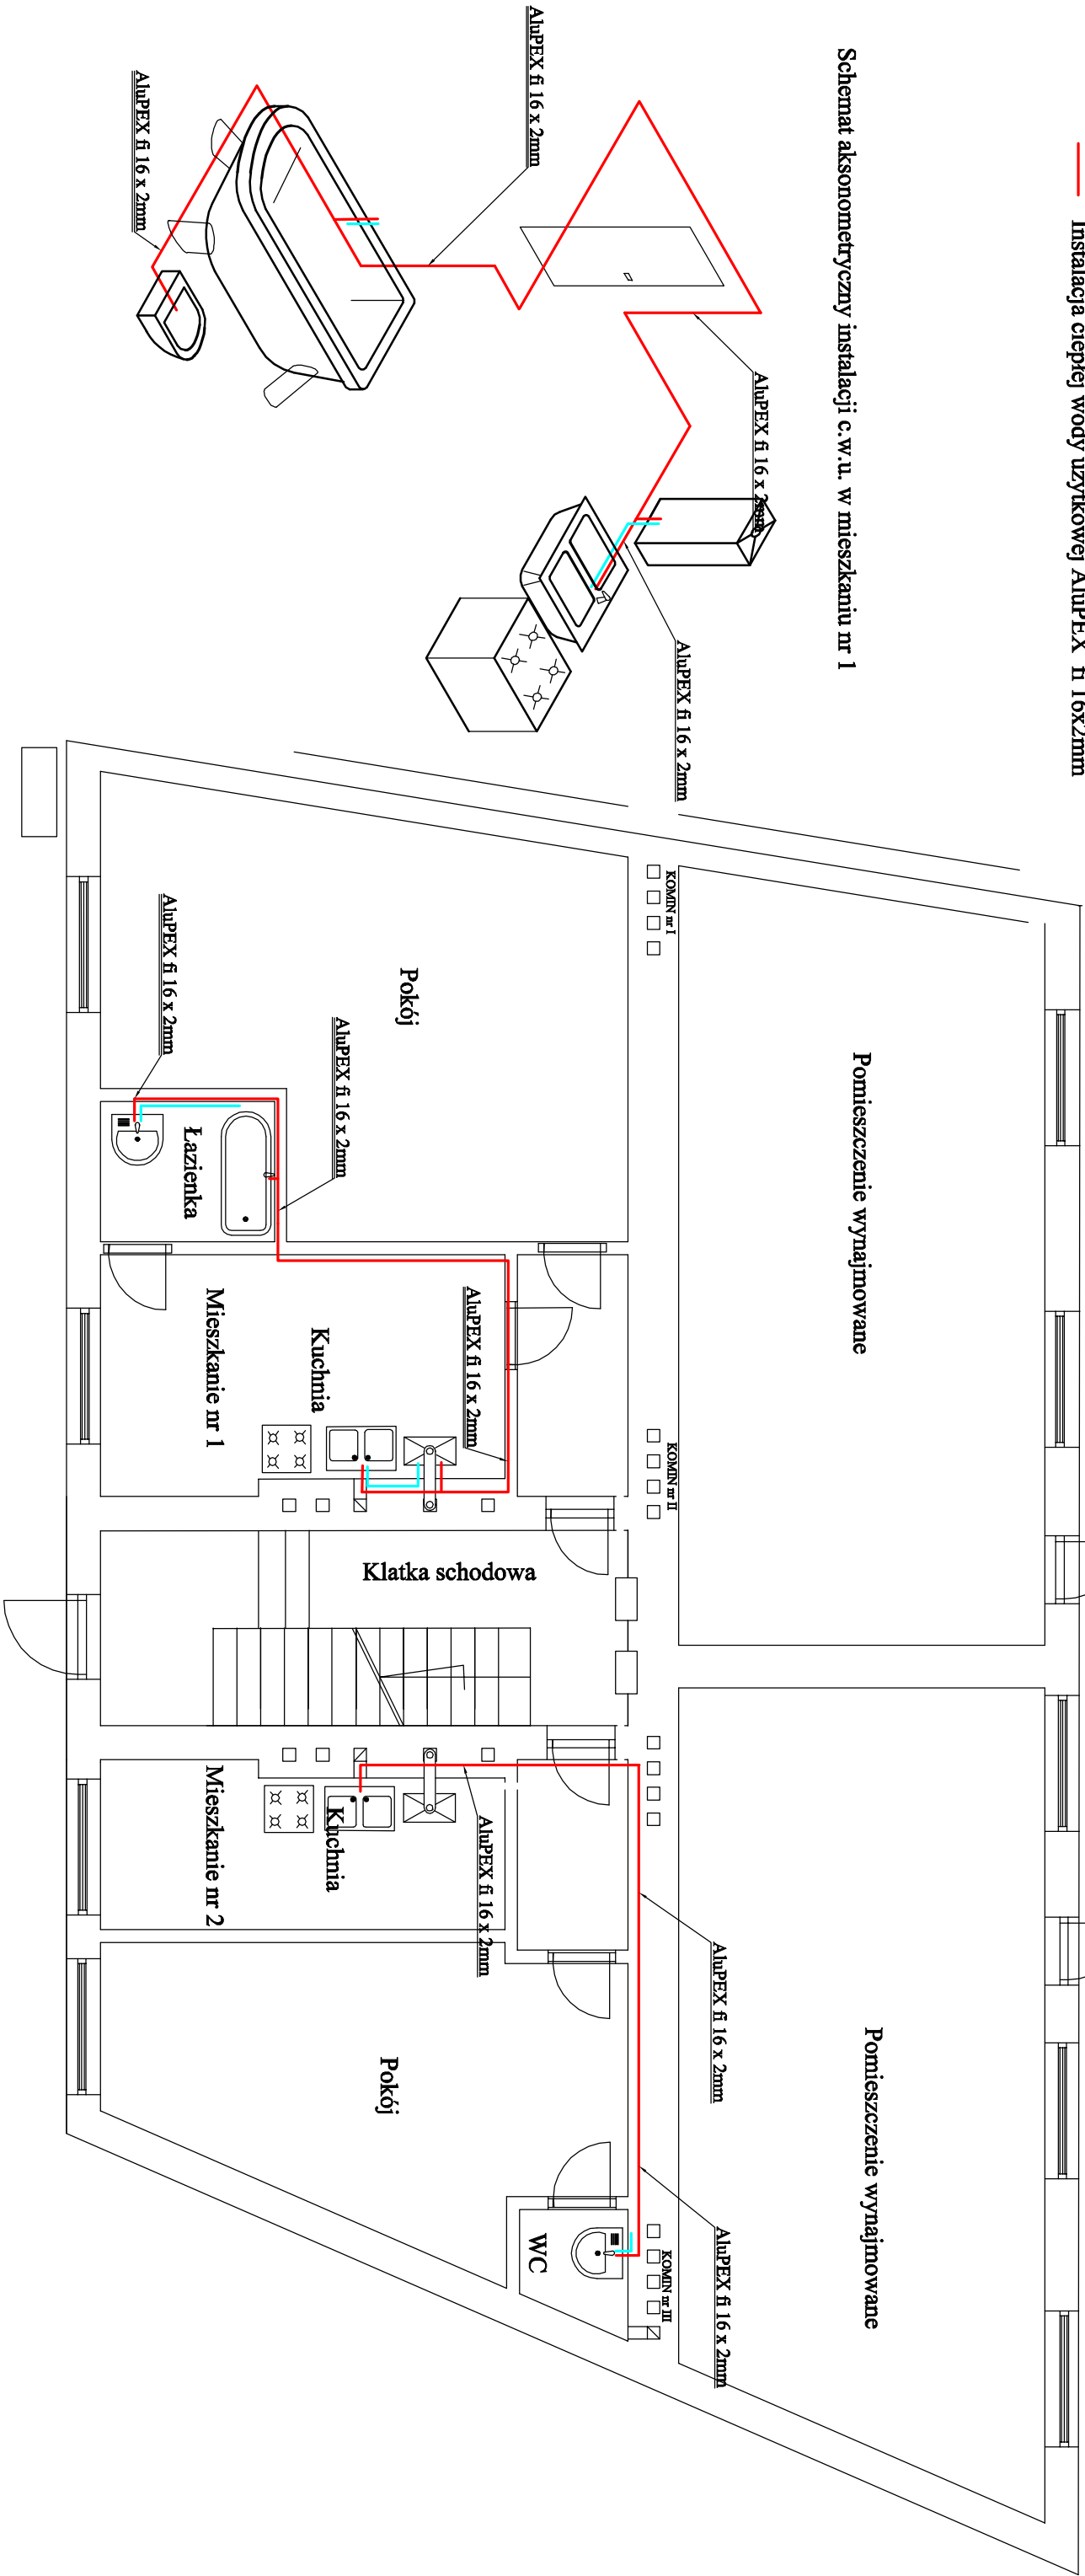 Instalacja ciepłej wody użytkowej AluPEX fi 16x2mm
Schemat aksonometryczny instalacji c.w.u. w mieszkaniu nr 1
AluPEX fi 16 x 2mm
AluPEX fi 16 x 2mm
AluPEX fi 16 x 2mm
AluPEX fi 16 x 2mm
KOMIN nr I
Pokój
Pomieszczenie wynajmowane
AluPEX fi 16 x 2mm
AluPEX fi 16 x 2mm
Łazienka
AluPEX fi 16 x 2mm
Kuchnia
Mieszkanie nr 1
KOMIN nr II
Klatka schodowa
Mieszkanie nr 2
Kuchnia
AluPEX fi 16 x 2mm
AluPEX fi 16 x 2mm
Pomieszczenie wynajmowane
Pokój
WC
KOMIN nr III
AluPEX fi 16 x 2mm